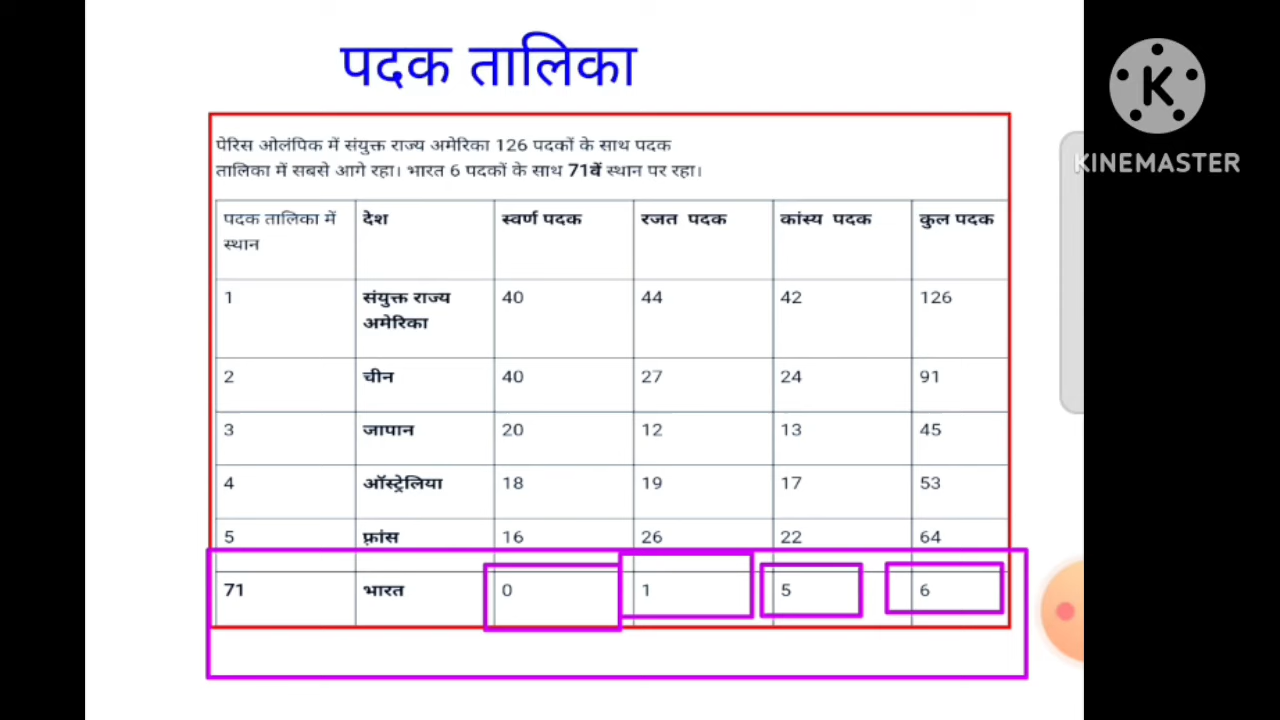 पदक तालिका
पेरिस ओलंपिक में संयुक्त राज्य अमेरिका 126 पदकों के साथ पदक
तालिका में सबसे आगे रहा। भारत 6 पदकों के साथ 71वें स्थान पर रहा।
पदक तालिका में स्थान देश स्वर्ण पदक रजत पदक कांस्य पदक कुल पदक
1 संयुक्त राज्य अमेरिका 40 44 42 126
2 चीन 40 27 24 91
3 जापान 20 12 13 45
4 ऑस्ट्रेलिया 18 19 17 53
5 फ़्रांस 16 26 22 64
71 भारत 0 1 5 6
K
KINEMASTER